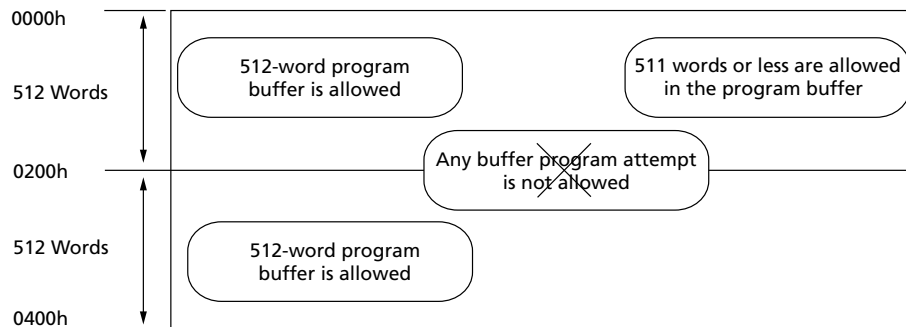 0000h
512 Words
512-word program
buffer is allowed
511 words or less are allowed
in the program buffer
0200h
Any buffer program attempt
is not allowed
512 Words
512-word program
buffer is allowed
0400h